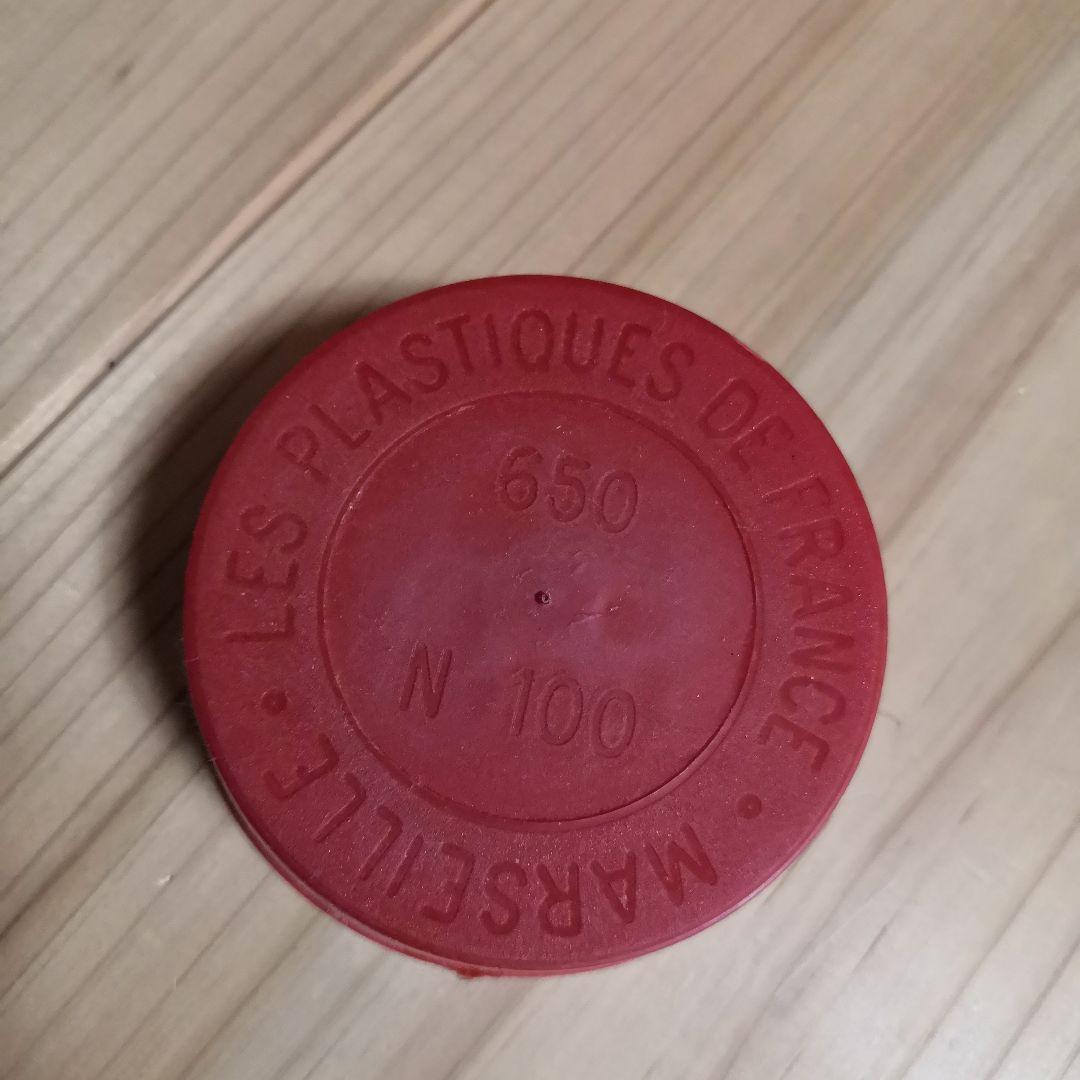 LES PLASTIQUES DE FRANCE
650
N 100
• MARSEILLE •